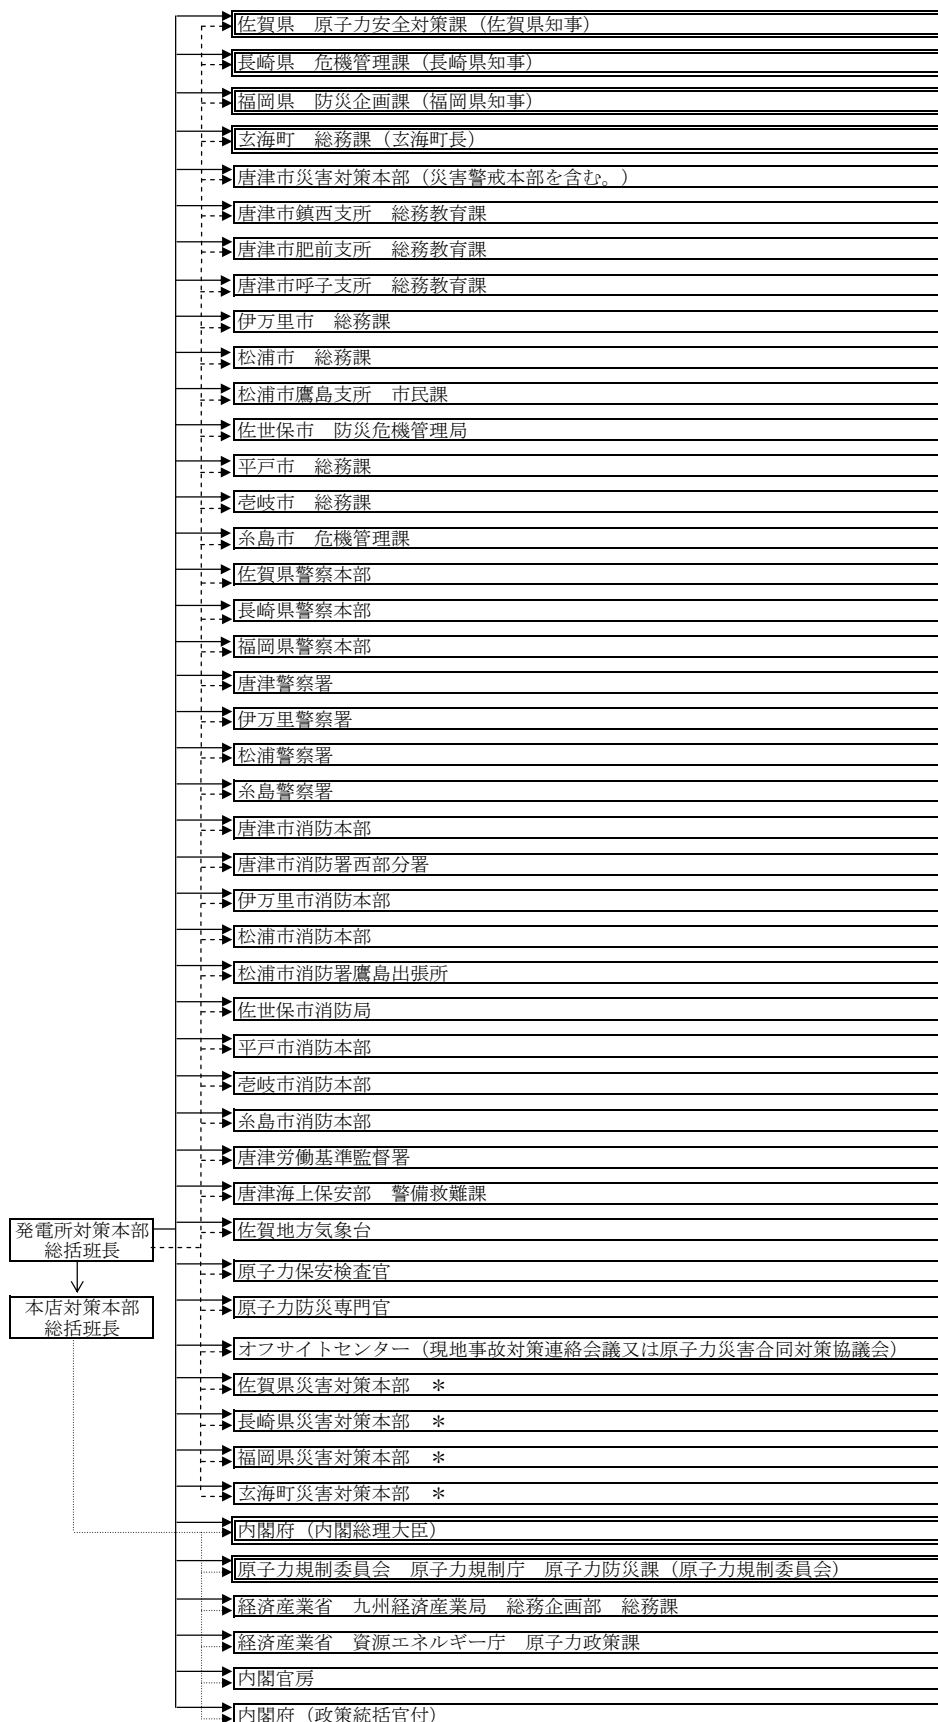 佐賀県　原子力安全対策課（佐賀県知事）
長崎県　危機管理課（長崎県知事）
福岡県　防災企画課（福岡県知事）
玄海町　総務課（玄海町長）
唐津市災害対策本部（災害警戒本部を含む。）
唐津市鎮西支所　総務教育課
唐津市肥前支所　総務教育課
唐津市呼子支所　総務教育課
伊万里市　総務課
松浦市　総務課
松浦市鷹島支所　市民課
佐世保市　防災危機管理局
平戸市　総務課
壱岐市　総務課
糸島市　危機管理課
佐賀県警察本部
長崎県警察本部
福岡県警察本部
唐津警察署
伊万里警察署
松浦警察署
糸島警察署
唐津市消防本部
唐津市消防署西部分署
伊万里市消防本部
松浦市消防本部
松浦市消防署鷹島出張所
佐世保市消防局
平戸市消防本部
壱岐市消防本部
糸島市消防本部
唐津労働基準監督署
唐津海上保安部　警備救難課
発電所対策本部
総括班長
佐賀地方気象台
原子力保安検査官
本店対策本部
総括班長
原子力防災専門官
オフサイトセンター（現地事故対策連絡会議又は原子力災害合同対策協議会）
佐賀県災害対策本部　＊
長崎県災害対策本部　＊
福岡県災害対策本部　＊
玄海町災害対策本部　＊
内閣府（内閣総理大臣）
原子力規制委員会　原子力規制庁　原子力防災課（原子力規制委員会）
経済産業省　九州経済産業局　総務企画部　総務課
経済産業省　資源エネルギー庁　原子力政策課
内閣官房
内閣府（政策統括官付）